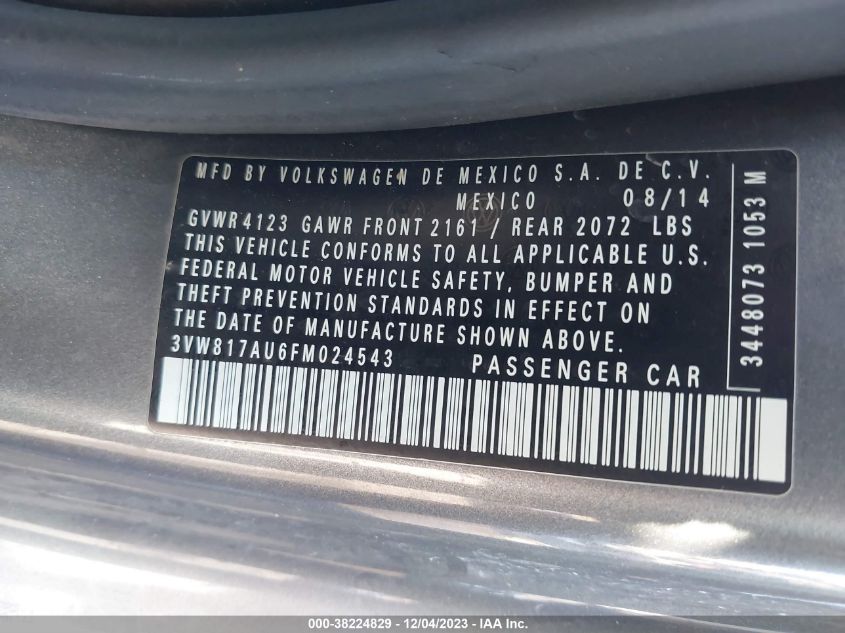 MFD BY VOLKSWAGEN DE MEXICO S.A. DE C.V.
MEXICO 08/14
GVWR 4123 GAWR FRONT 2161 / REAR 2072 LBS
THIS VEHICLE CONFORMS TO ALL APPLICABLE U.S.
FEDERAL MOTOR VEHICLE SAFETY, BUMPER AND
THEFT PREVENTION STANDARDS IN EFFECT ON
THE DATE OF MANUFACTURE SHOWN ABOVE.
3VW817AU6FM024543 PASSENGER CAR
3448073 1053 M
000-38224829 - 12/04/2023 - IAA, Inc.